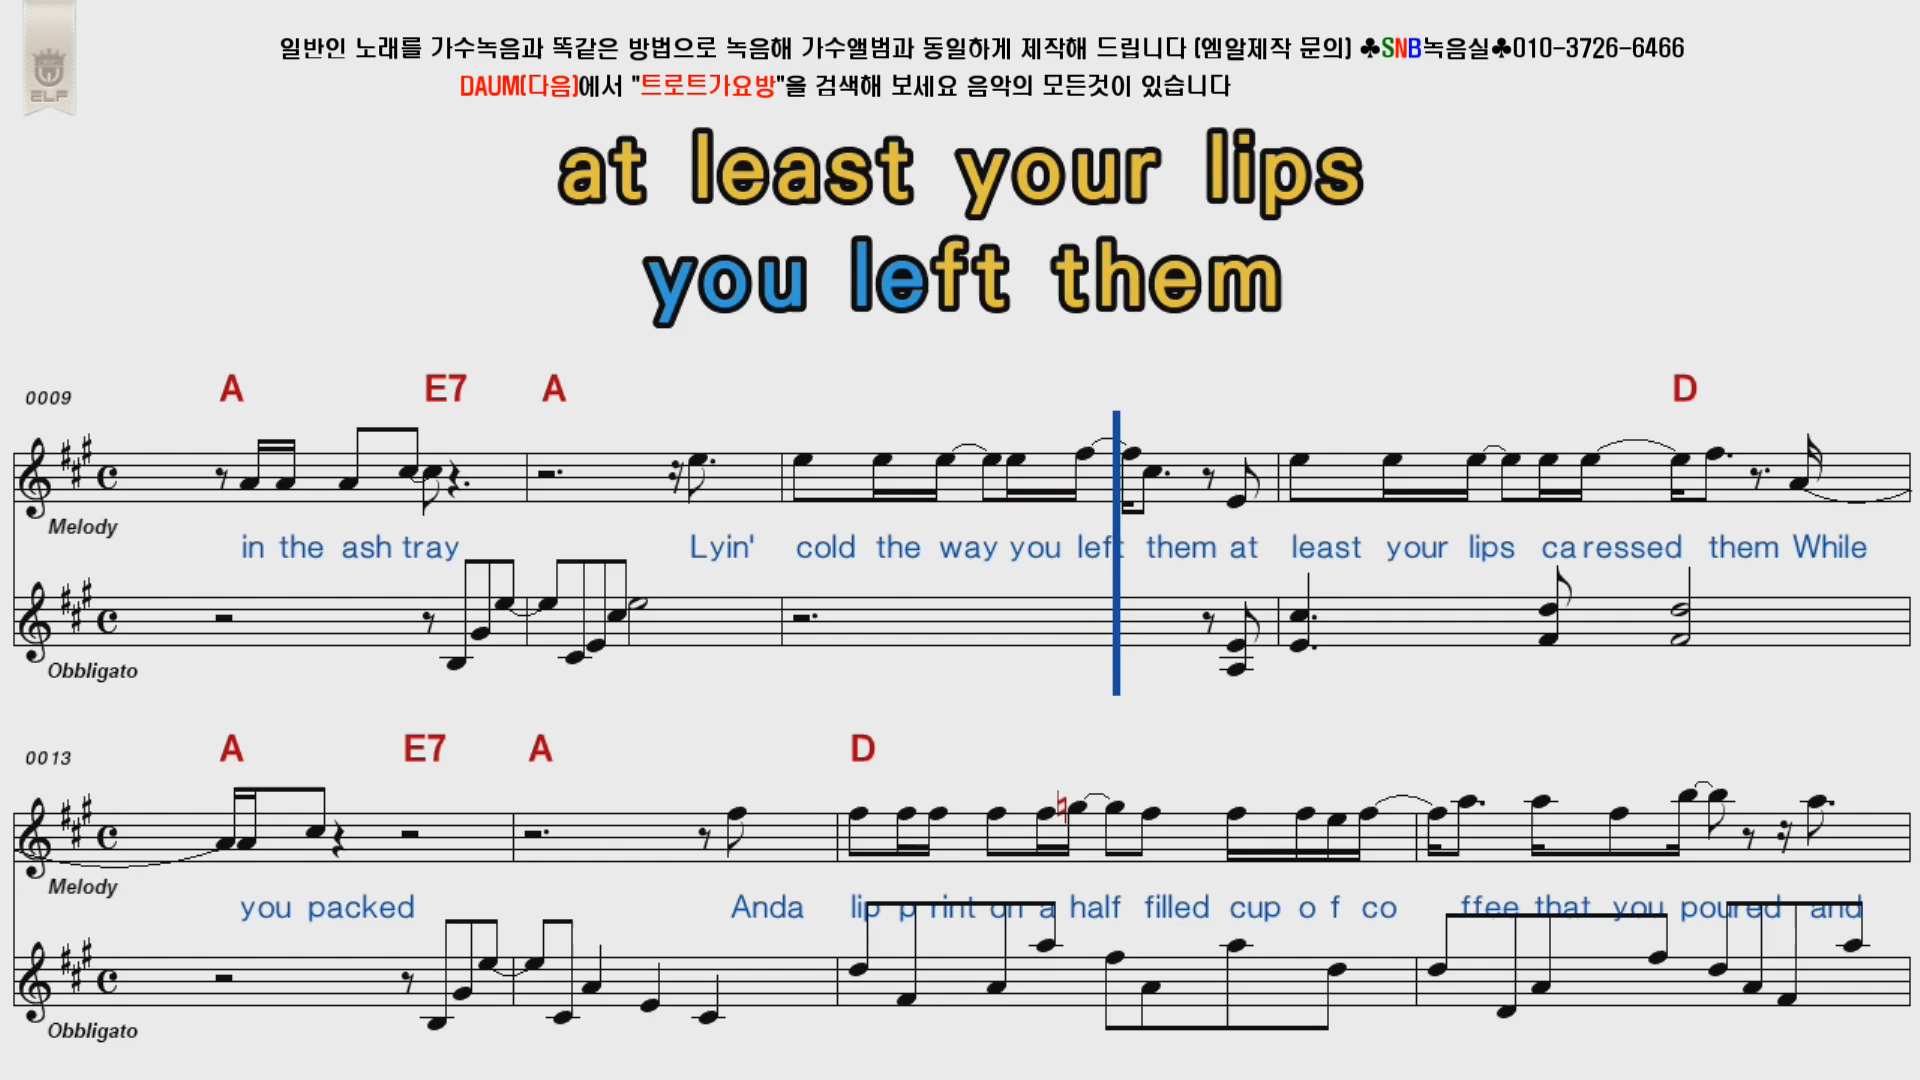 일반인 노래를 가수녹음과 똑같은 방법으로 녹음해 가수앨범과 동일하게 제작해 드립니다 (엠알제작 문의) ♣SNB녹음실♣010-3726-6466
ELF
DAUM(다음)에서 "트로트가요방"을 검색해 보세요 음악의 모든것이 있습니다
at least your lips
you left them
0009 A E7 A D
Melody
in the ash tray Lyin' cold the way you left them at least your lips ca ressed them While
Obbligato
0013 A E7 A D
Melody
you packed Anda lip p rint on a half filled cup o f co ffee that you poured and
Obbligato